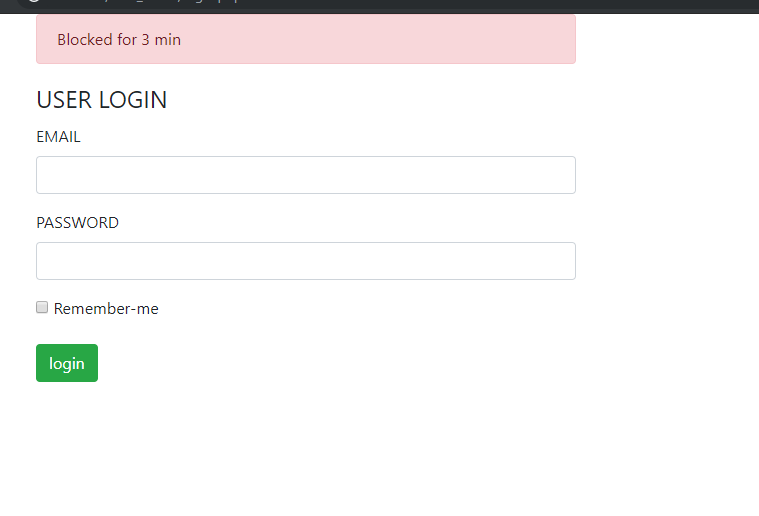 Blocked for 3 min
USER LOGIN
EMAIL
PASSWORD
Remember-me
login